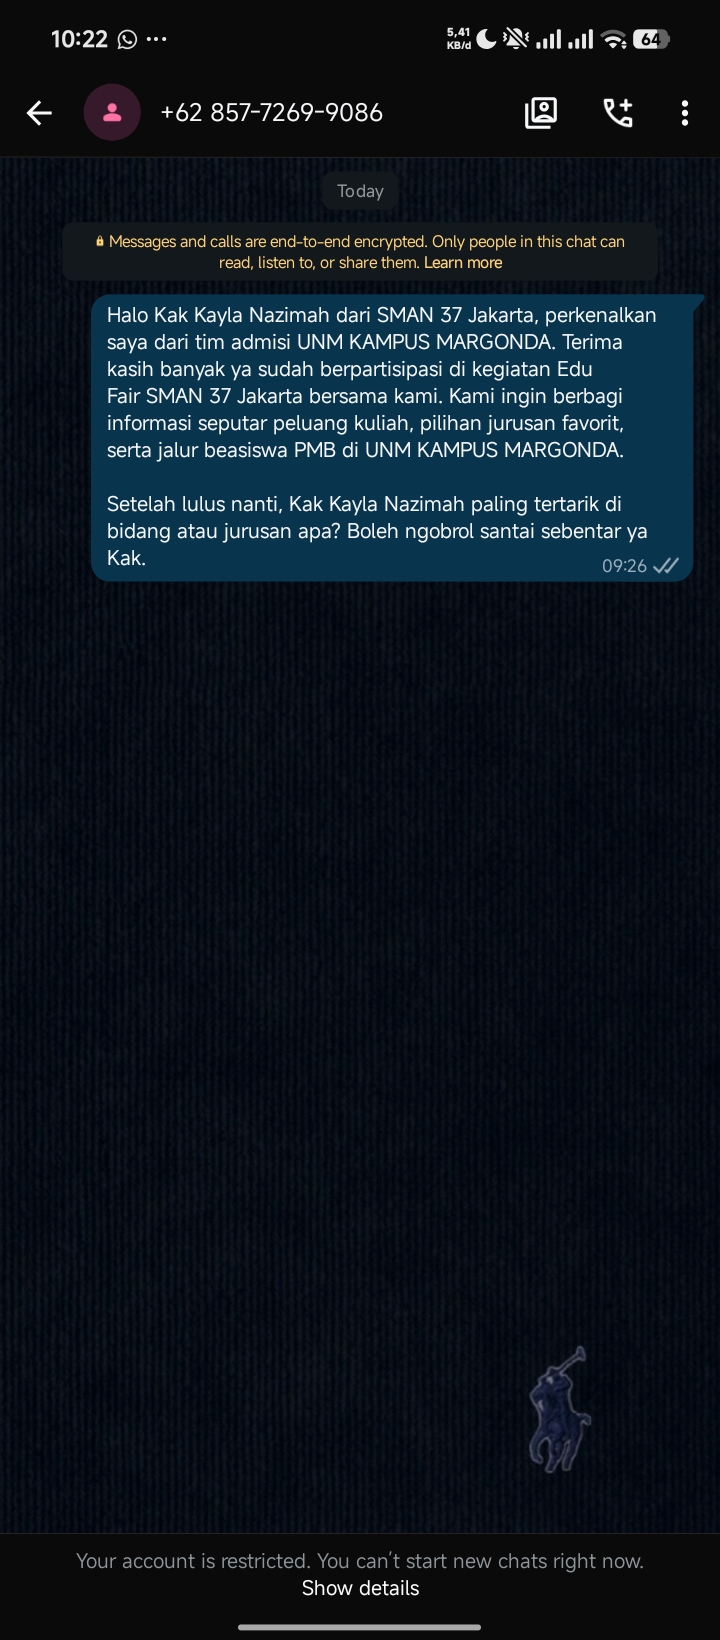 10:22
5,41
KB/d
64
+62 857-7269-9086
Today
Messages and calls are end-to-end encrypted. Only people in this chat can
read, listen to, or share them. Learn more
Halo Kak Kayla Nazimah dari SMAN 37 Jakarta, perkenalkan
saya dari tim admisi UNM KAMPUS MARGONDA. Terima
kasih banyak ya sudah berpartisipasi di kegiatan Edu
Fair SMAN 37 Jakarta bersama kami. Kami ingin berbagi
informasi seputar peluang kuliah, pilihan jurusan favorit,
serta jalur beasiswa PMB di UNM KAMPUS MARGONDA.
Setelah lulus nanti, Kak Kayla Nazimah paling tertarik di
bidang atau jurusan apa? Boleh ngobrol santai sebentar ya
Kak.
09:26
Your account is restricted. You can't start new chats right now.
Show details